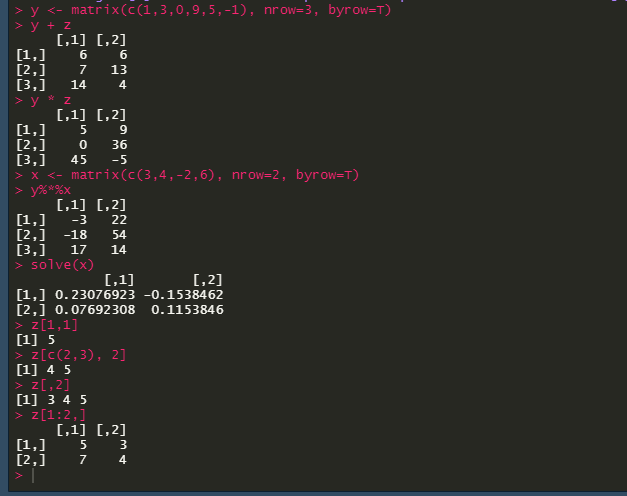 > y <- matrix(c(1,3,0,9,5,-1), nrow=3, byrow=T)
> y + z
     [,1] [,2]
[1,]    6    6
[2,]    7   13
[3,]   14    4
> y * z
     [,1] [,2]
[1,]    5    9
[2,]    0   36
[3,]   45   -5
> x <- matrix(c(3,4,-2,6), nrow=2, byrow=T)
> y%*%x
     [,1] [,2]
[1,]   -3   22
[2,]  -18   54
[3,]   17   14
> solve(x)
           [,1]       [,2]
[1,] 0.23076923 -0.1538462
[2,] 0.07692308  0.1153846
> z[1,1]
[1] 5
> z[c(2,3), 2]
[1] 4 5
> z[,2]
[1] 3 4 5
> z[1:2,]
     [,1] [,2]
[1,]    5    3
[2,]    7    4
>